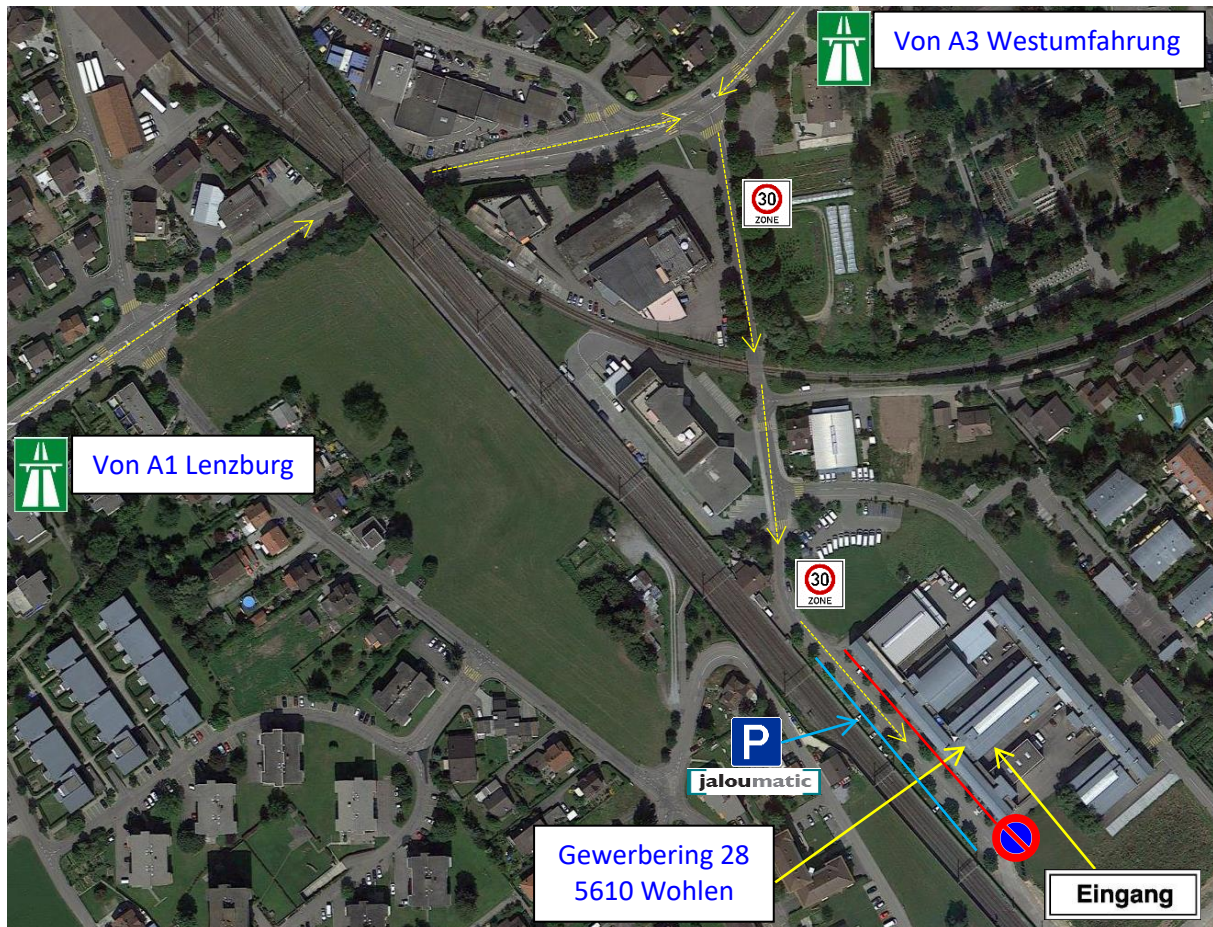 Von A3 Westumfahrung
30
ZONE
Von A1 Lenzburg
30
ZONE
P
jaloumatic
Gewerbering 28
5610 Wohlen
Eingang